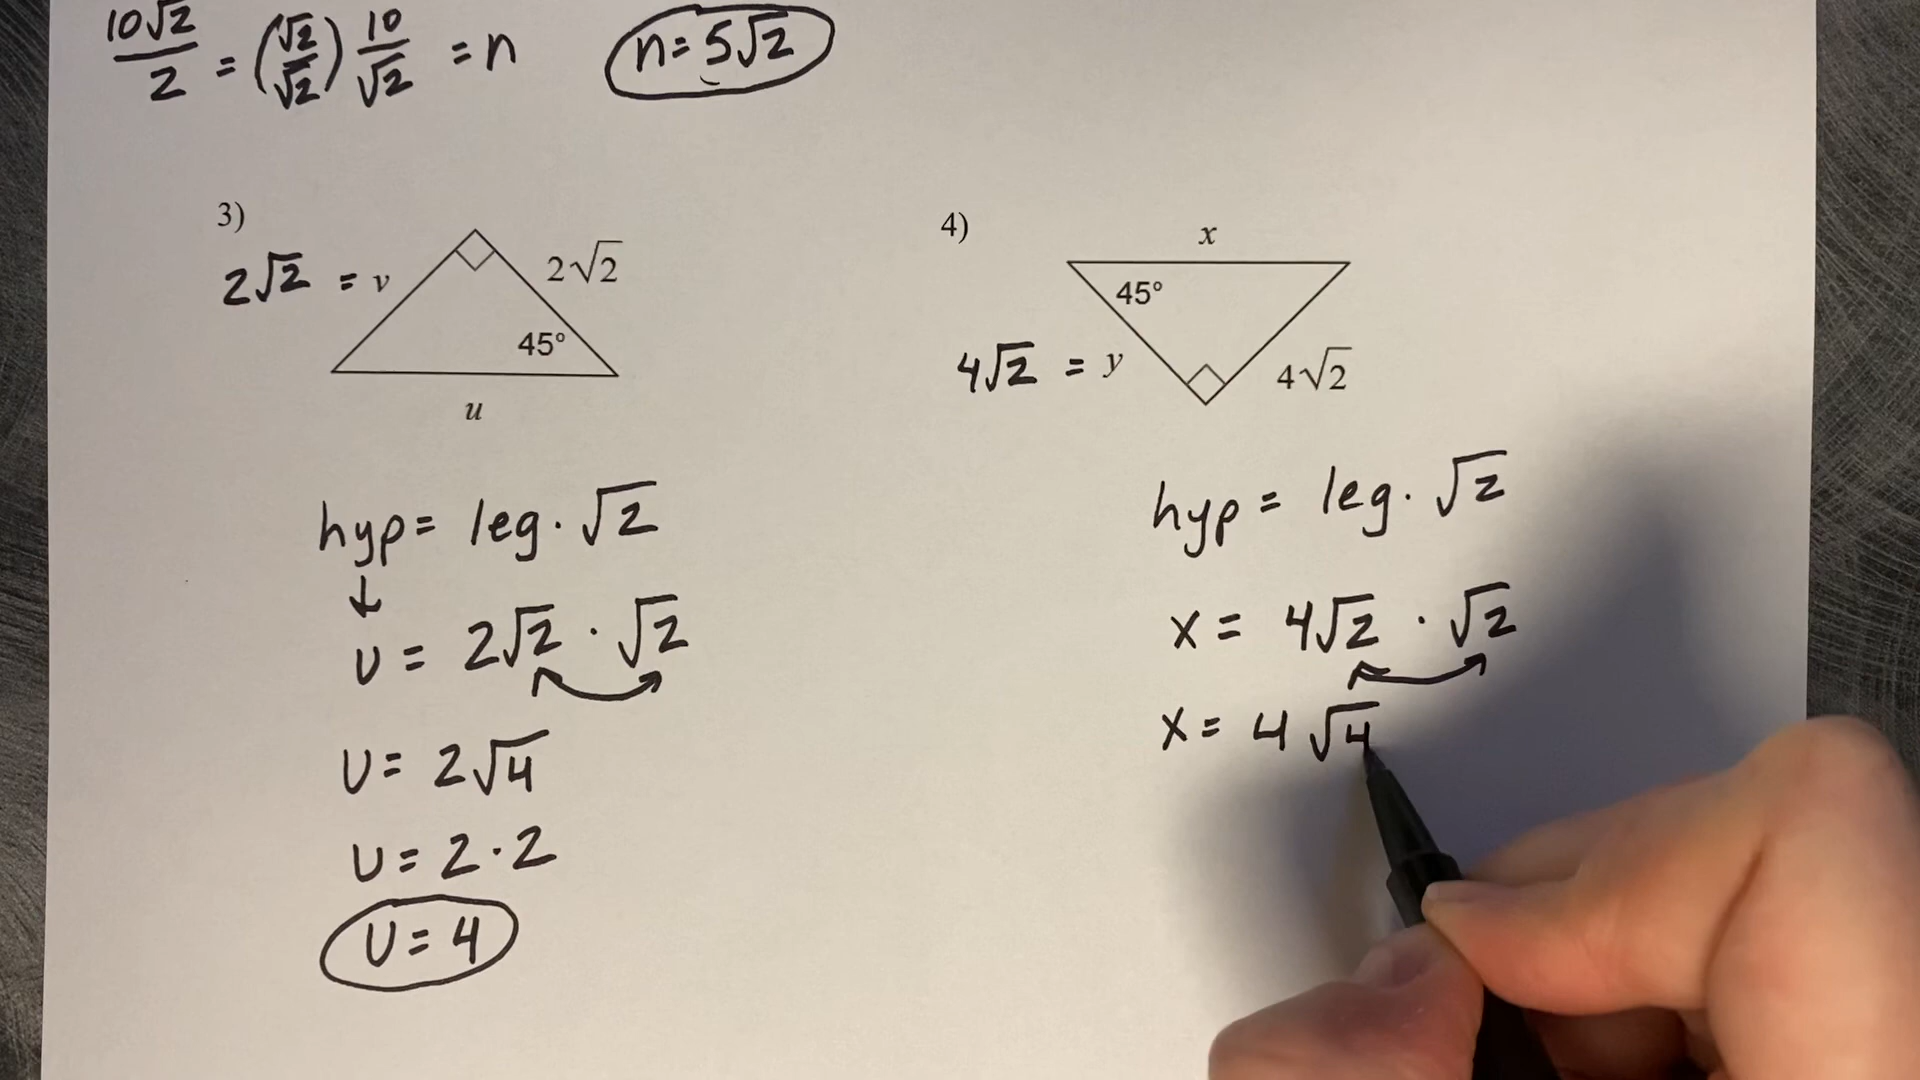 10√2/2 = (√2/√2) 10/√2 = n
n = 5√2
3)
2√2 = v
2√2
45°
u
hyp = leg · √2
↓
u = 2√2 · √2
u = 2√4
u = 2 · 2
u = 4
4)
x
45°
4√2 = y
4√2
hyp = leg · √2
x = 4√2 · √2
x = 4√4